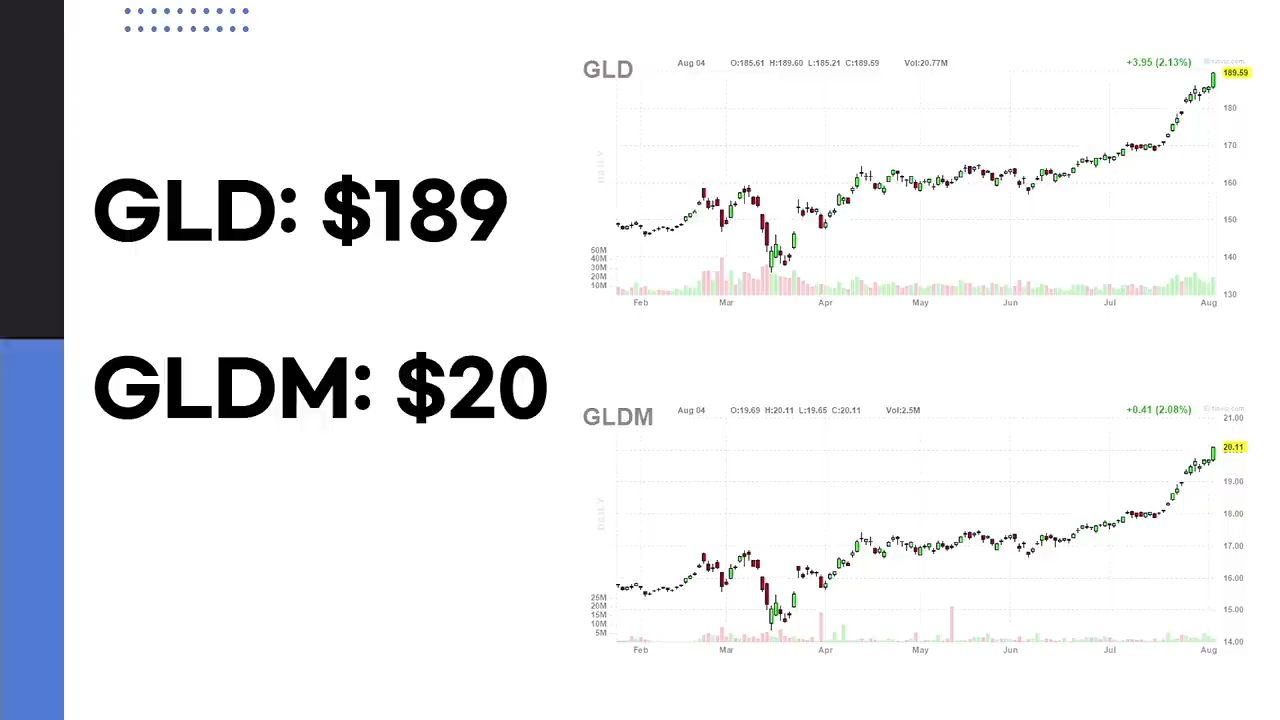 GLD: $189
GLDM: $20
GLD
Aug 04 O:185.61 H:189.60 L:185.21 C:189.59 Vol:20.77M +3.95 (2.13%)
189.59
180
170
160
150
140
130
DAILY
50M
40M
30M
20M
10M
Feb Mar Apr May Jun Jul Aug
GLDM
Aug 04 O:19.69 H:20.11 L:19.65 C:20.11 Vol:2.5M +0.41 (2.08%)
21.00
20.11
19.00
18.00
17.00
16.00
15.00
14.00
DAILY
25M
20M
15M
10M
5M
Feb Mar Apr May Jun Jul Aug